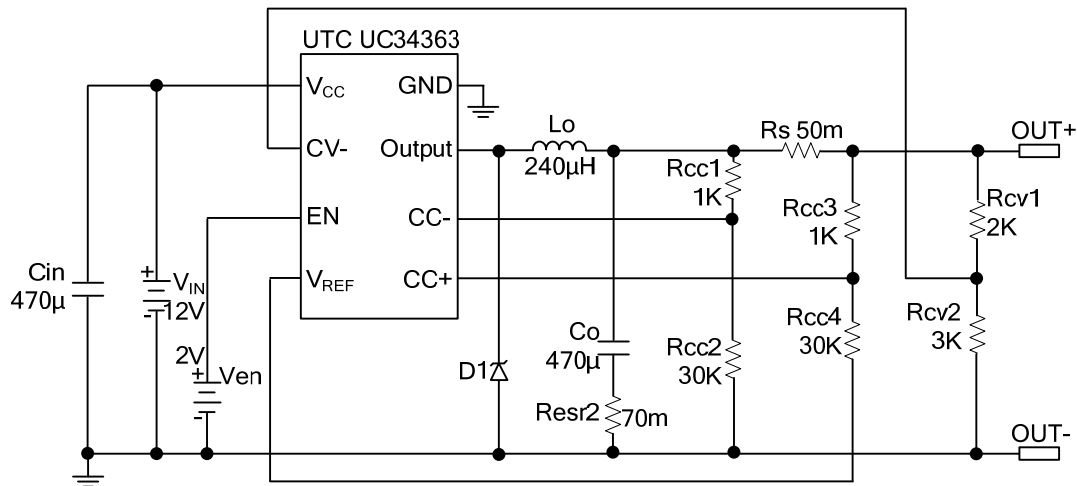 UTC UC34363
VCC
GND
CV-
Output
EN
CC-
VREF
CC+
Lo
240µH
Rcc1
1K
Rs 50m
OUT+
Rcc3
1K
Rcv1
2K
Cin
470µ
VIN
12V
2V
Ven
D1
Co
470µ
Resr2
70m
Rcc2
30K
Rcc4
30K
Rcv2
3K
OUT-